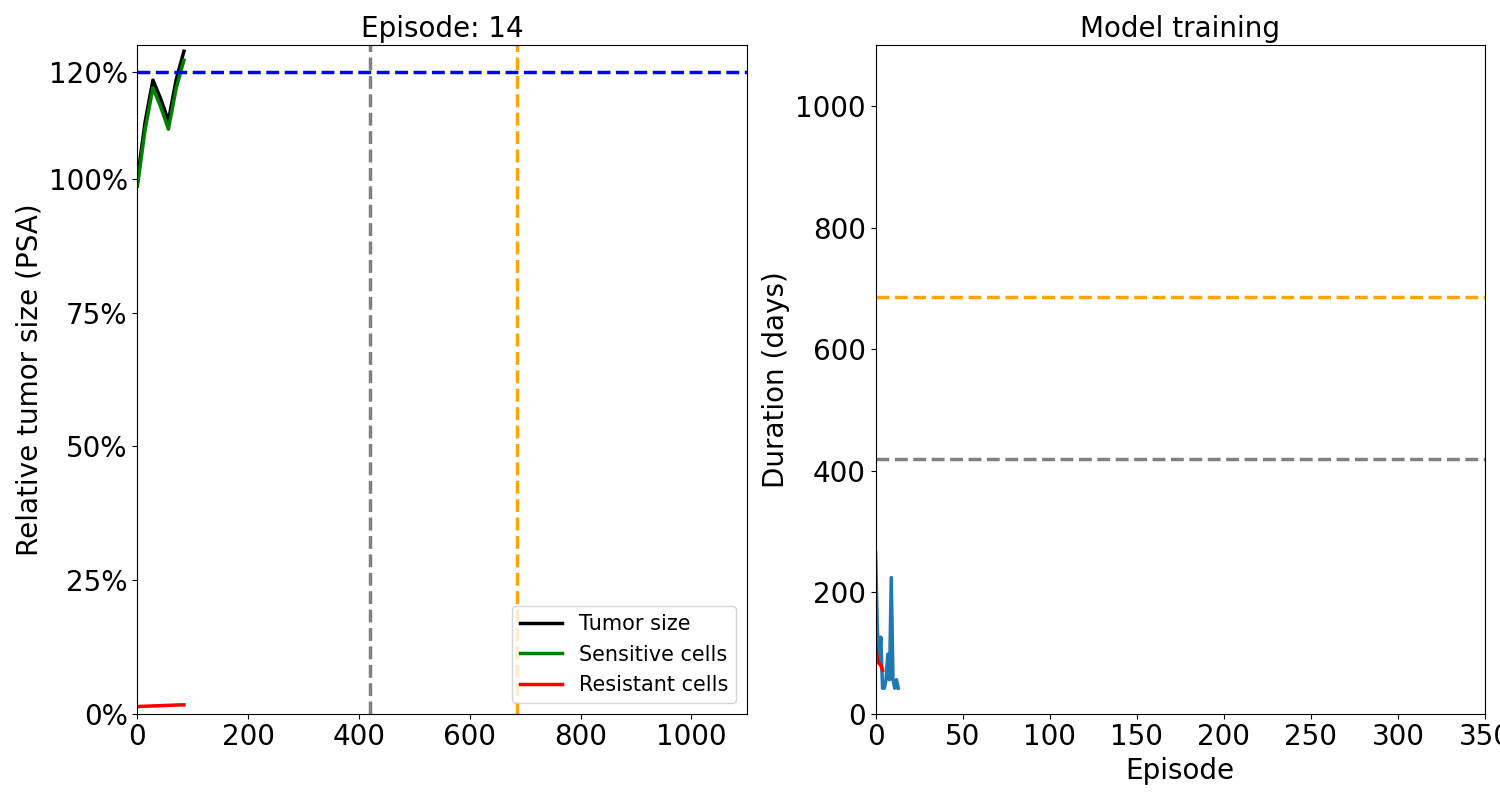 Episode: 14
Relative tumor size (PSA)
120%
100%
75%
50%
25%
0%
0 200 400 600 800 1000
Tumor size
Sensitive cells
Resistant cells
Model training
Duration (days)
1000
800
600
400
200
0
0 50 100 150 200 250 300 350
Episode